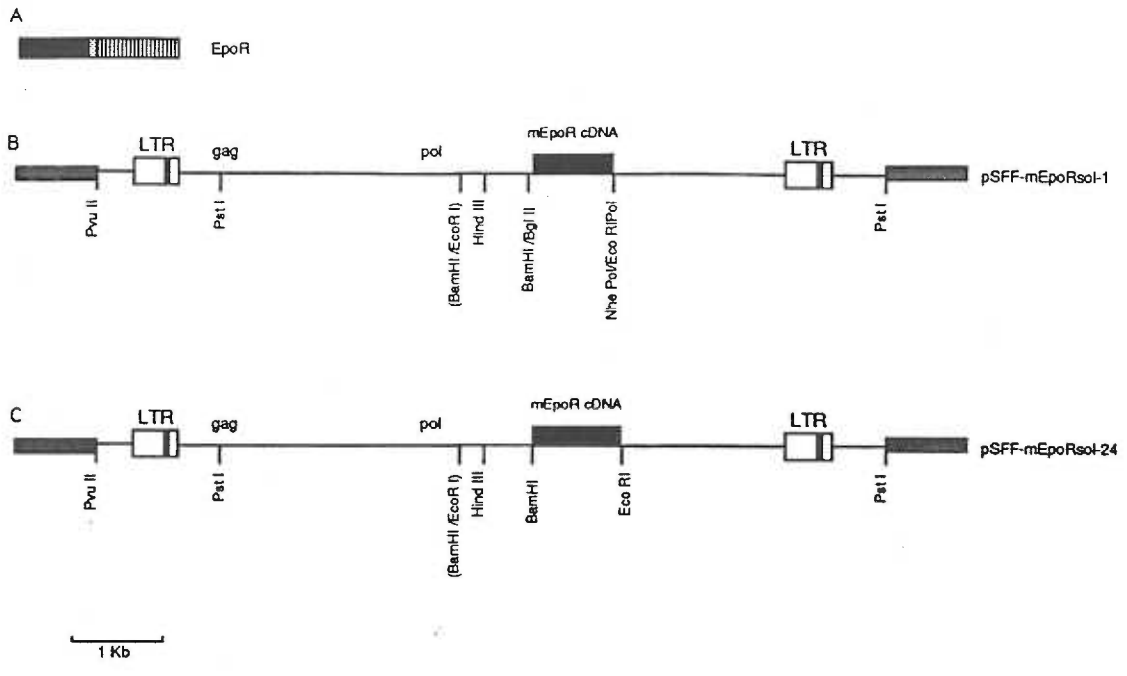 A
EpoR
B
mEpoR cDNA
LTR
gag
pol
LTR
pSFF-mEpoRsol-1
Pvu II
Pst I
(BamHI /EcoR I)
Hind III
BamHI /Bgl II
Nhe Pol/Eco RIPol
Pst I
C
mEpoR cDNA
LTR
gag
pol
LTR
pSFF-mEpoRsol-24
Pvu II
Pst I
(BamHI /EcoR I)
Hind III
BamHI
Eco RI
Pst I
1 Kb